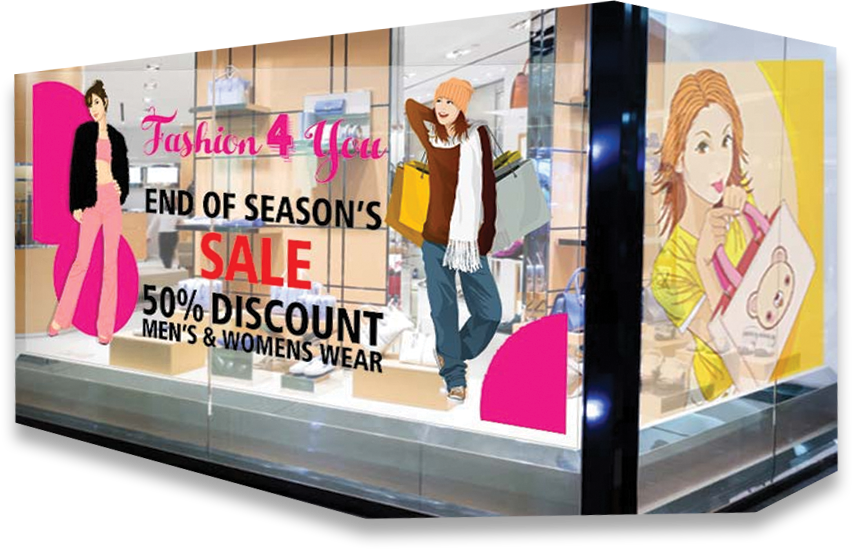 Fashion 4 You
END OF SEASON'S
SALE
50% DISCOUNT
MEN'S & WOMENS WEAR